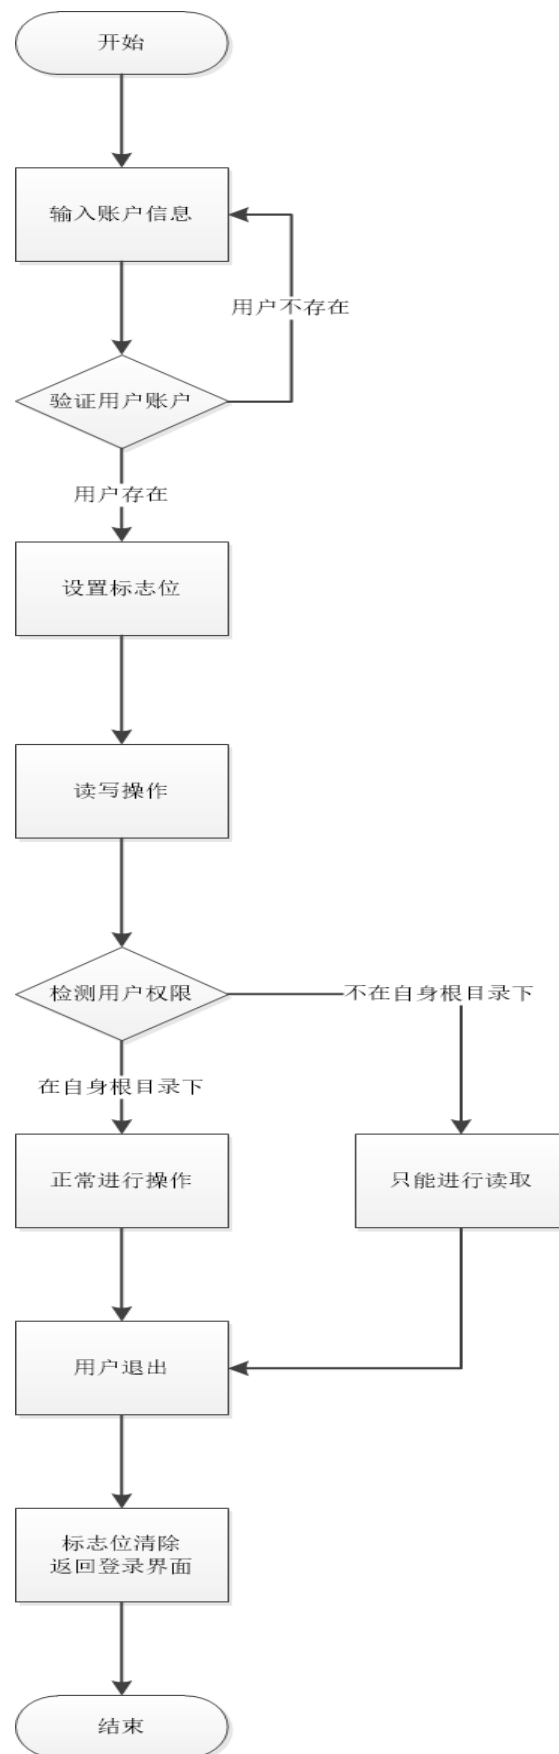 开始
输入账户信息
用户不存在
验证用户账户
用户存在
设置标志位
读写操作
检测用户权限
不在自身根目录下
在自身根目录下
正常进行操作
只能进行读取
用户退出
标志位清除
返回登录界面
结束